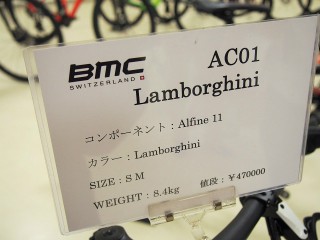 BMC
SWITZERLAND
AC01
Lamborghini
コンポーネント：Alfine 11
カラー：Lamborghini
SIZE : S M
WEIGHT : 8.4kg 値段：￥470000